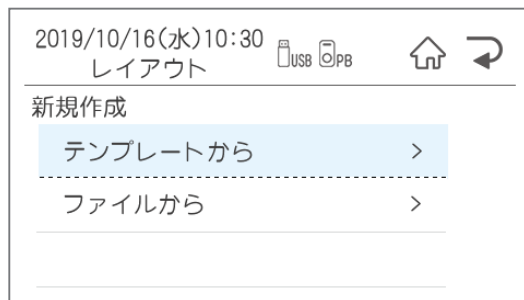 2019/10/16(水)10:30
USB PB
レイアウト
新規作成
テンプレートから
ファイルから